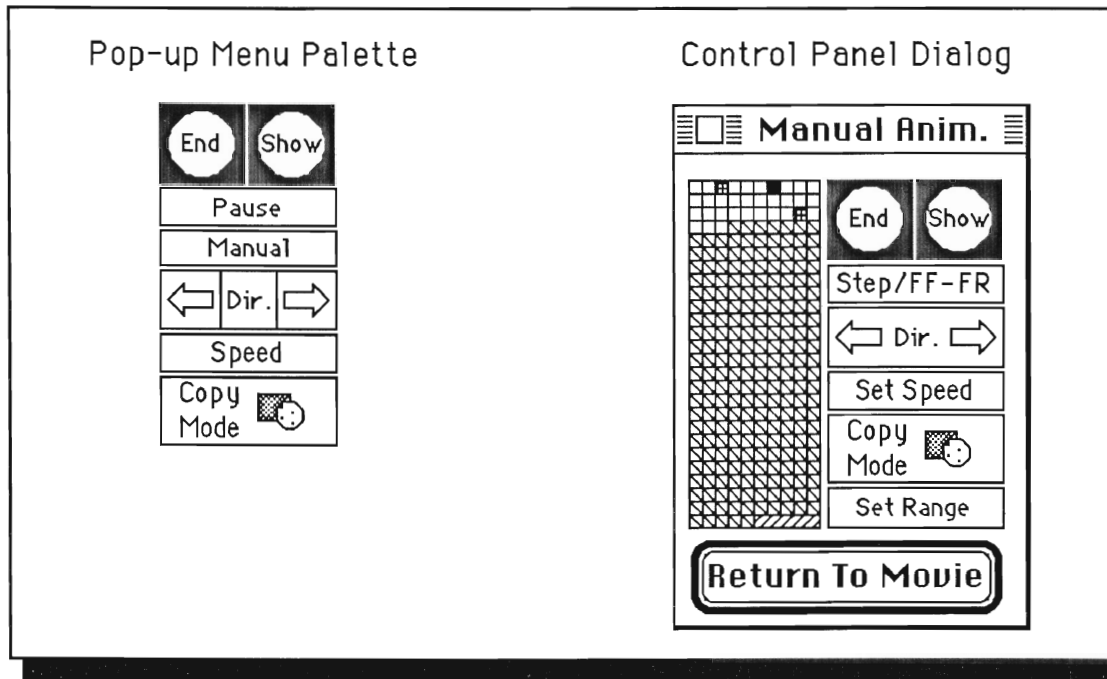 Pop-up Menu Palette
End Show
Pause
Manual
Dir.
Speed
Copy
Mode
Control Panel Dialog
Manual Anim.
End Show
Step/FF-FR
Dir.
Set Speed
Copy
Mode
Set Range
Return To Movie